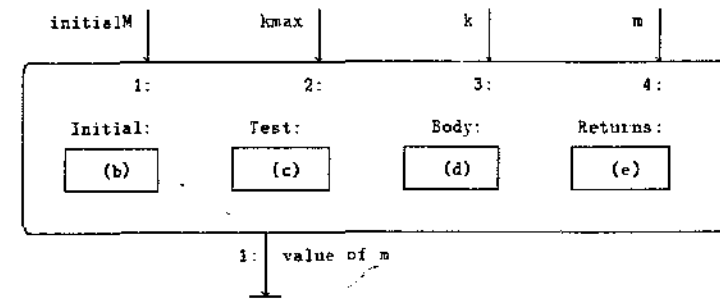 initialM kmax k m
1: 2: 3: 4:
Initial: Test: Body: Returns:
(b) (c) (d) (e)
1: value of m